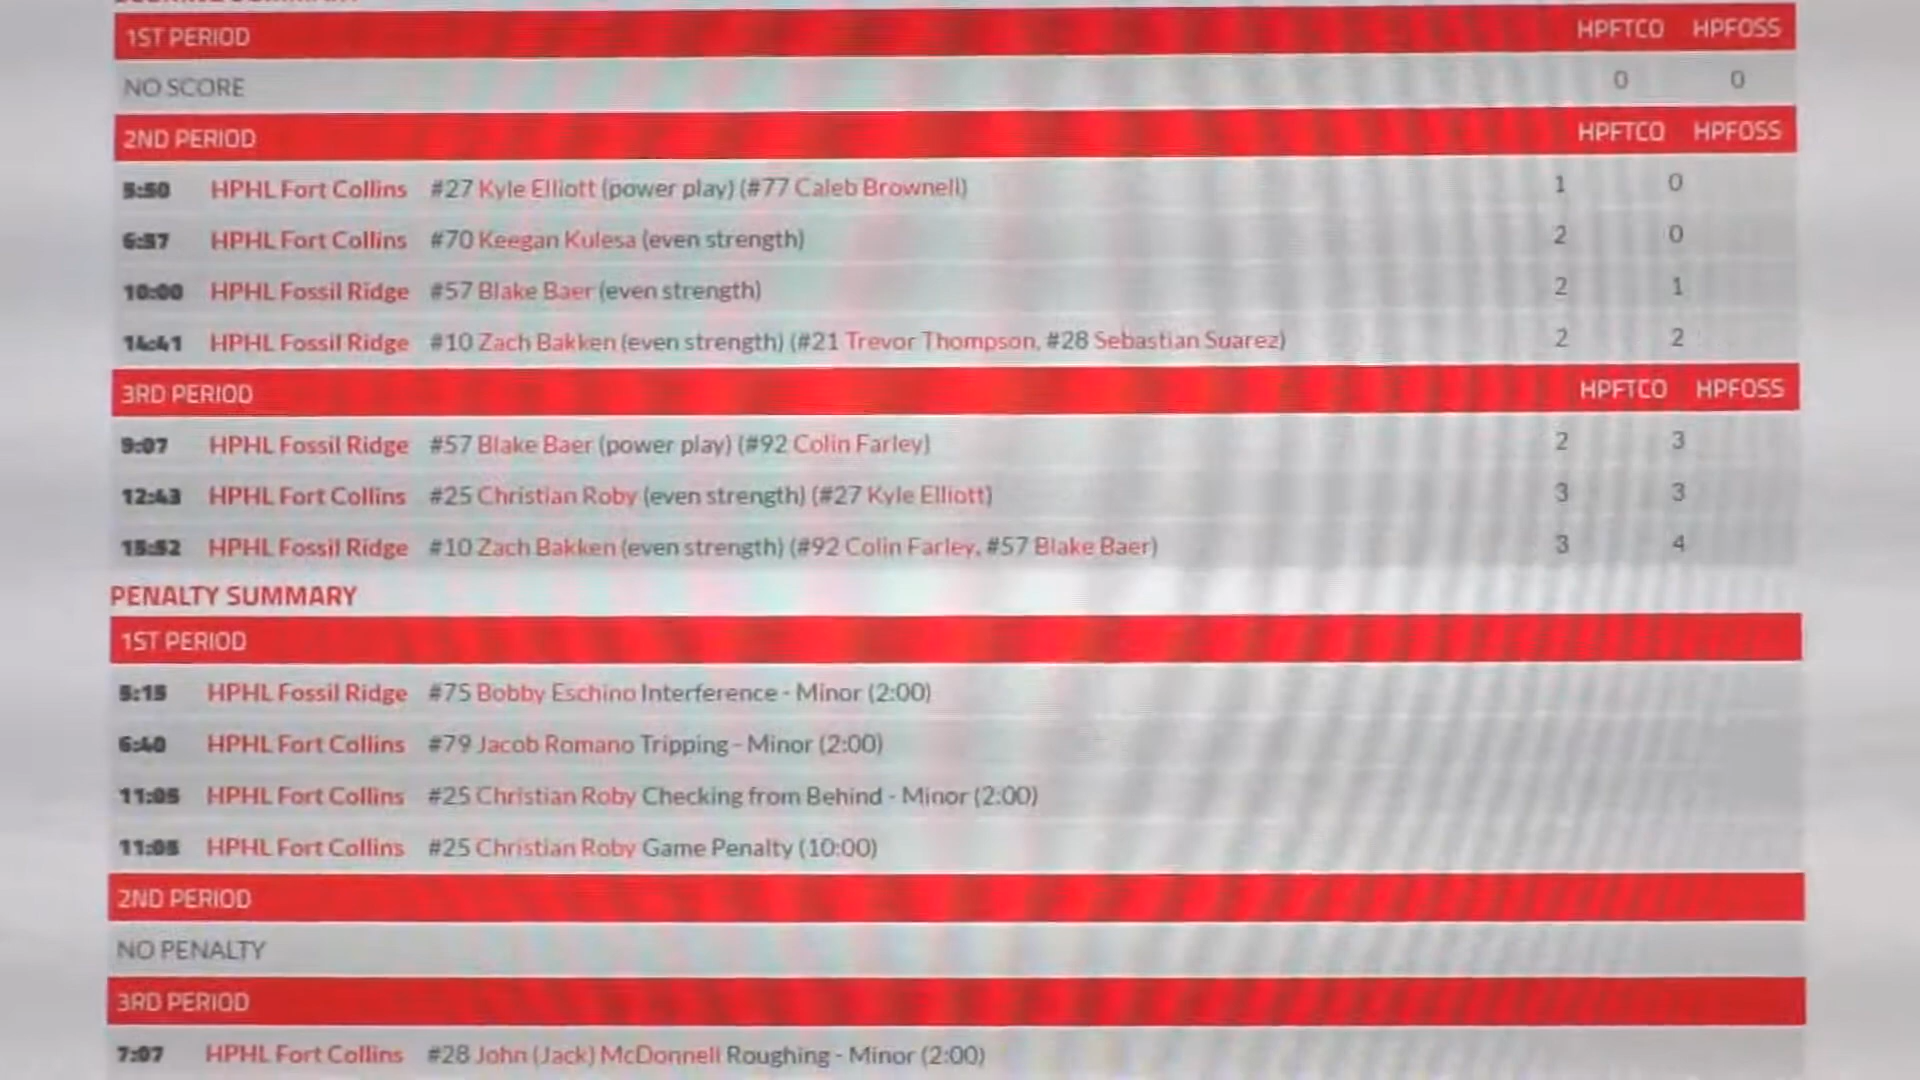 1ST PERIOD HPFTCO HPFOSS
NO SCORE 0 0
2ND PERIOD HPFTCO HPFOSS
5:50 HPHL Fort Collins #27 Kyle Elliott (power play) (#77 Caleb Brownell) 1 0
6:57 HPHL Fort Collins #70 Keegan Kulesa (even strength) 2 0
10:00 HPHL Fossil Ridge #57 Blake Baer (even strength) 2 1
14:41 HPHL Fossil Ridge #10 Zach Bakken (even strength) (#21 Trevor Thompson, #28 Sebastian Suarez) 2 2
3RD PERIOD HPFTCO HPFOSS
9:07 HPHL Fossil Ridge #57 Blake Baer (power play) (#92 Colin Farley) 2 3
12:43 HPHL Fort Collins #25 Christian Roby (even strength) (#27 Kyle Elliott) 3 3
15:52 HPHL Fossil Ridge #10 Zach Bakken (even strength) (#92 Colin Farley, #57 Blake Baer) 3 4
PENALTY SUMMARY
1ST PERIOD
5:15 HPHL Fossil Ridge #75 Bobby Eschino Interference - Minor (2:00)
6:40 HPHL Fort Collins #79 Jacob Romano Tripping - Minor (2:00)
11:05 HPHL Fort Collins #25 Christian Roby Checking from Behind - Minor (2:00)
11:05 HPHL Fort Collins #25 Christian Roby Game Penalty (10:00)
2ND PERIOD
NO PENALTY
3RD PERIOD
7:07 HPHL Fort Collins #28 John (Jack) McDonnell Roughing - Minor (2:00)